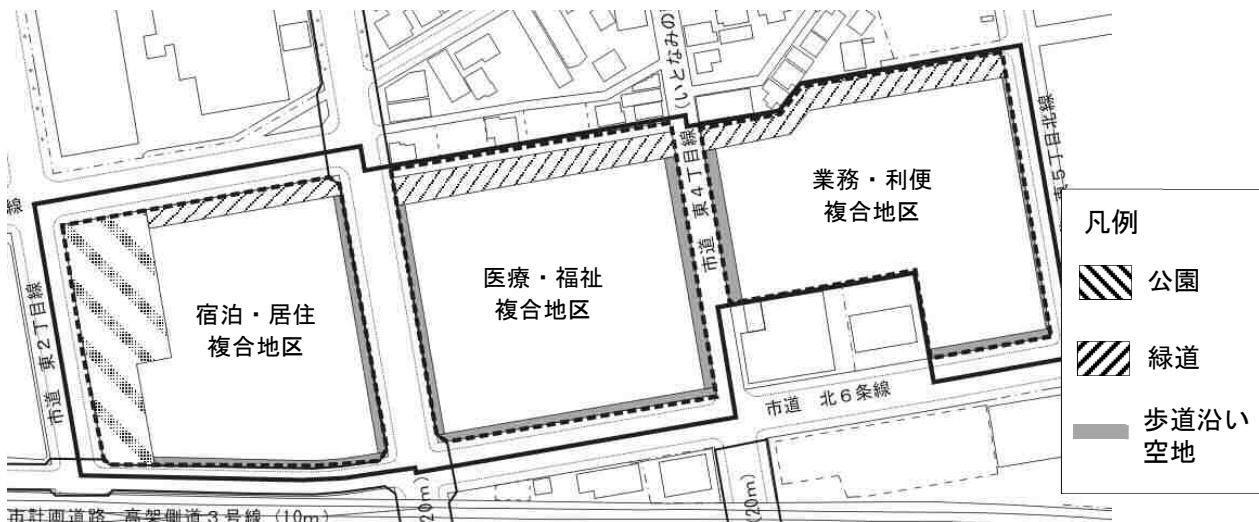 (いとなみの
市道 東2丁目線
宿泊・居住
複合地区
医療・福祉
複合地区
市道 東4丁目線
業務・利便
複合地区
5丁目北線
市道 北6条線
市計画道路 高架側道3号線 (10m)
20m)
(20m)
凡例
公園
緑道
歩道沿い
空地